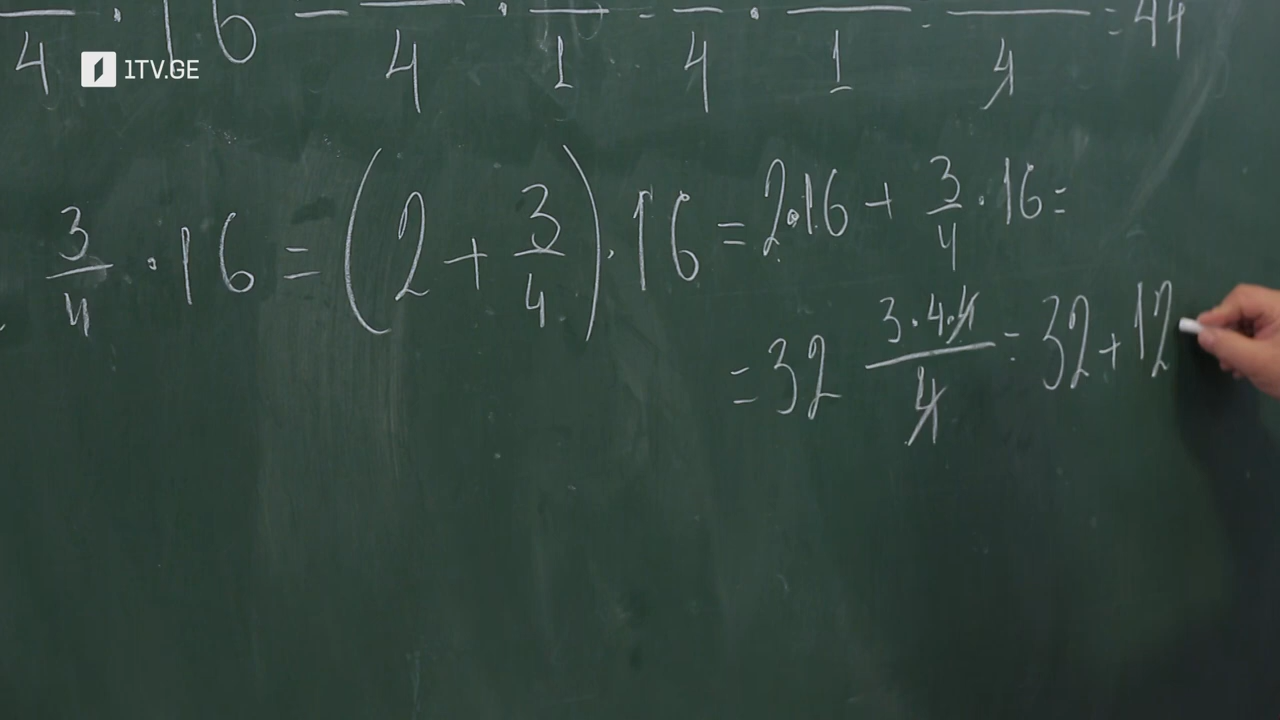 4 · 16 = 4 · 1 = 4 · 1 = 4 = 44
1TV.GE
3/4 · 16 = (2 + 3/4) · 16 = 2·16 + 3/4 · 16 =
= 32 3·4·4/4 = 32 + 12